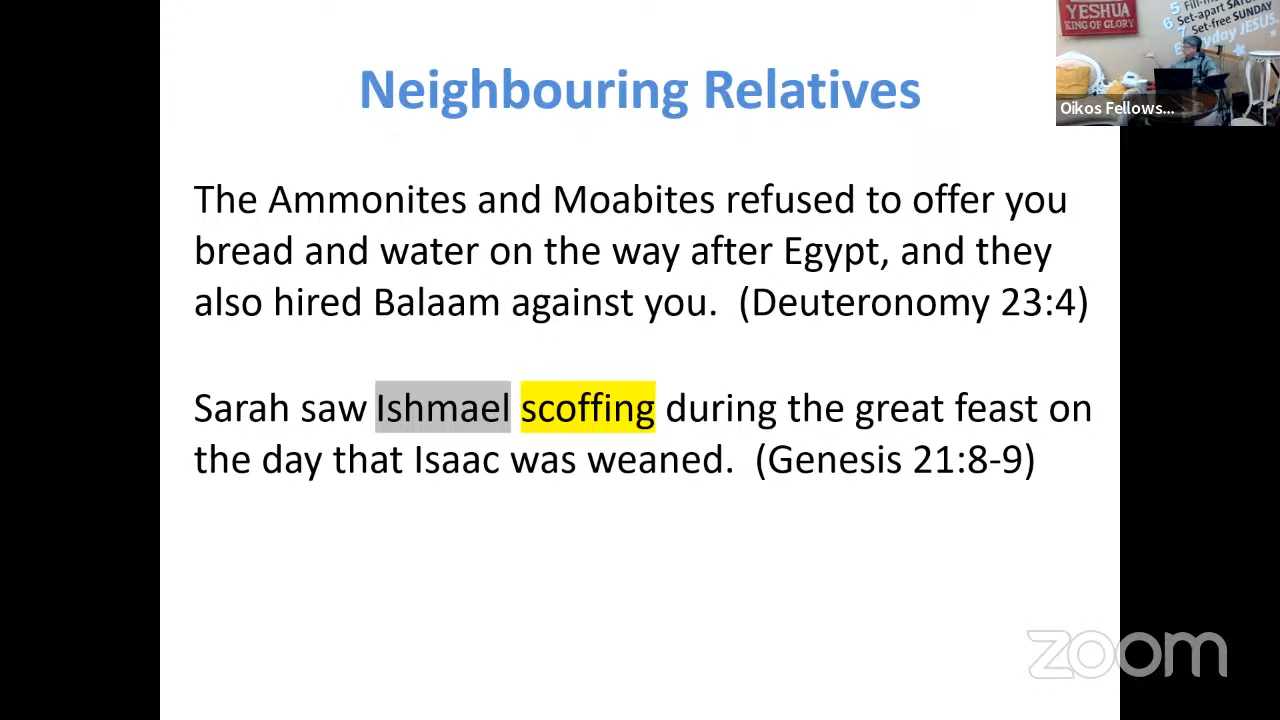 Neighbouring Relatives
The Ammonites and Moabites refused to offer you
bread and water on the way after Egypt, and they
also hired Balaam against you. (Deuteronomy 23:4)
Sarah saw Ishmael scoffing during the great feast on
the day that Isaac was weaned. (Genesis 21:8-9)
YESHUA
KING OF GLORY
5
6 Set-apart
Set-free SUNDAY
JESUS
Oikos Fellows...
zoom